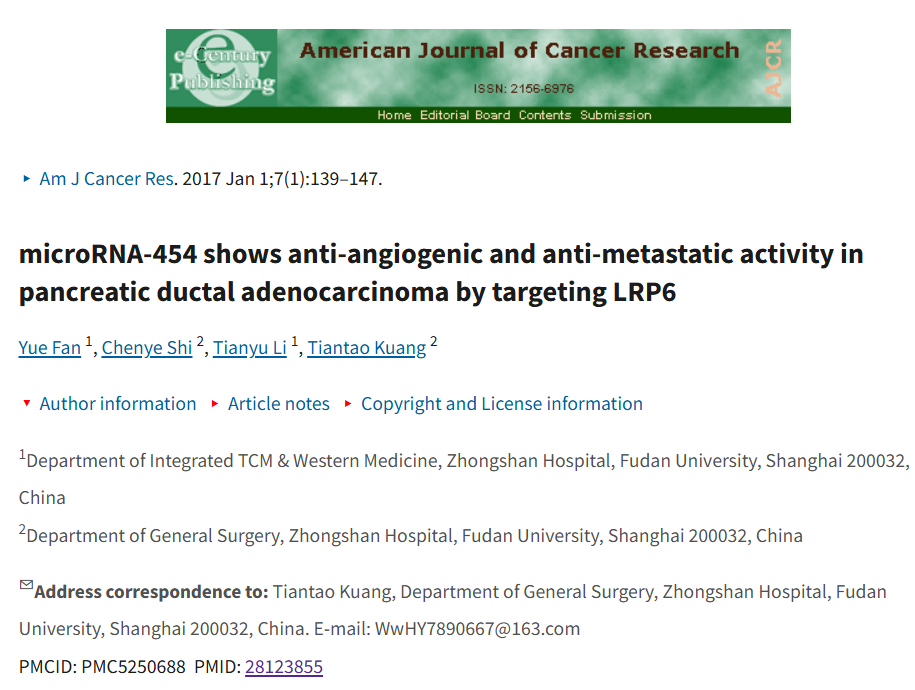 e-Century
Publishing
American Journal of Cancer Research
ISSN: 2156-6976
AJCR
Home Editorial Board Contents Submission
Am J Cancer Res. 2017 Jan 1;7(1):139–147.
microRNA-454 shows anti-angiogenic and anti-metastatic activity in
pancreatic ductal adenocarcinoma by targeting LRP6
Yue Fan 1, Chenye Shi 2, Tianyu Li 1, Tiantao Kuang 2
Author information Article notes Copyright and License information
1Department of Integrated TCM & Western Medicine, Zhongshan Hospital, Fudan University, Shanghai 200032,
China
2Department of General Surgery, Zhongshan Hospital, Fudan University, Shanghai 200032, China
Address correspondence to: Tiantao Kuang, Department of General Surgery, Zhongshan Hospital, Fudan
University, Shanghai 200032, China. E-mail: WwHY7890667@163.com
PMCID: PMC5250688 PMID: 28123855